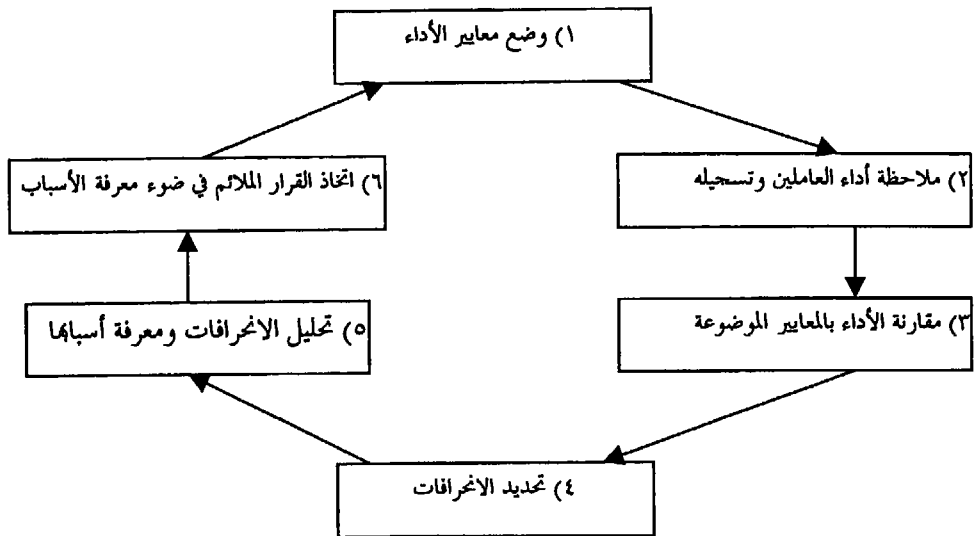 ١) وضع معايير الأداء
٢) ملاحظة أداء العاملين وتسجيله
٣) مقارنة الأداء بالمعايير الموضوعة
٤) تحديد الانحرافات
٥) تحليل الانحرافات ومعرفة أسبابها
٦) اتخاذ القرار الملائم في ضوء معرفة الأسباب